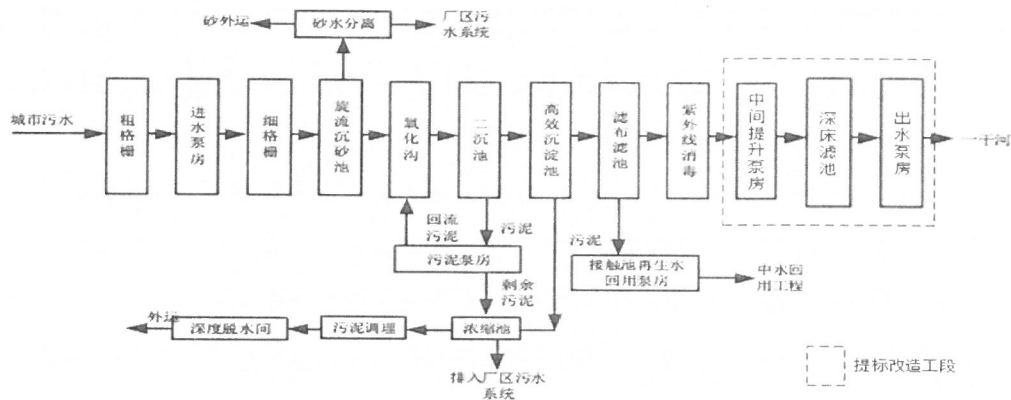 砂外运
砂水分离
厂区污
水系统
城市污水
粗格栅
进水泵房
细格栅
旋流沉砂池
氧化沟
二沉池
高效沉淀池
滤布滤池
紫外线消毒
中间提升泵房
深床滤池
出水泵房
一干河
回流
污泥
污泥
污泥
污泥泵房
接触池再生水
回用泵房
中水回
用工程
剩余
污泥
外运
深度脱水间
污泥调理
浓缩池
排入厂区污水
系统
提标改造工段